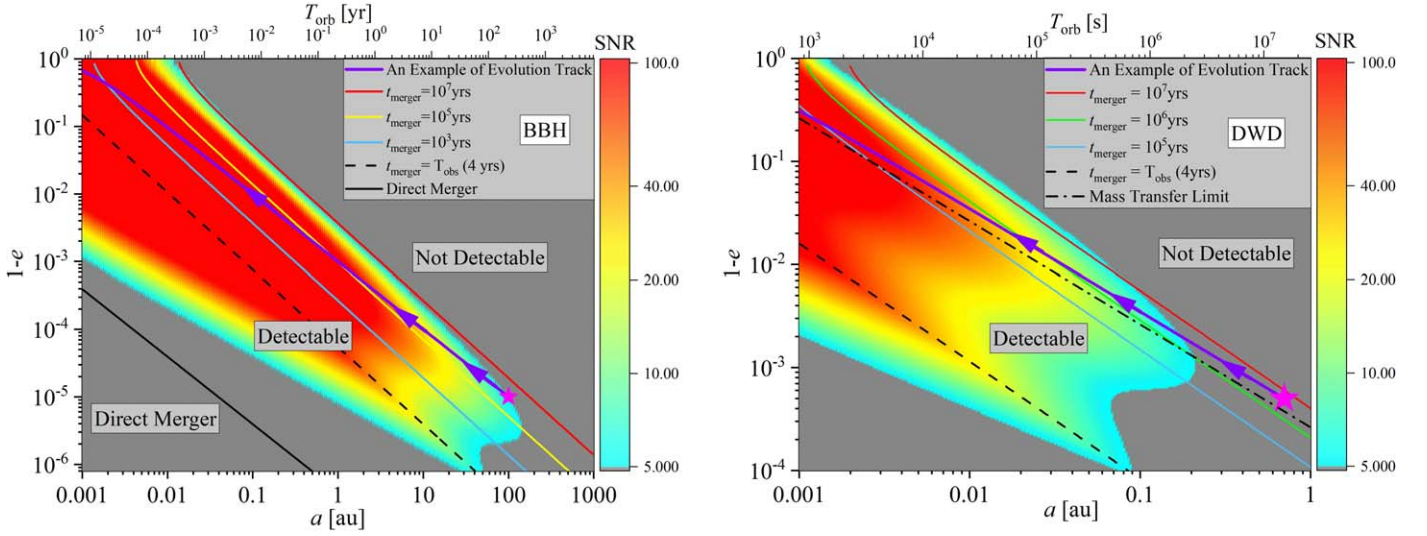 T_orb [yr]
10^-5 10^-4 10^-3 10^-2 10^-1 10^0 10^1 10^2 10^3
SNR
10^0
10^-1
10^-2
10^-3
10^-4
10^-5
10^-6
1-e
An Example of Evolution Track
t_merger=10^7yrs
t_merger=10^5yrs
t_merger=10^3yrs
t_merger= T_obs (4 yrs)
Direct Merger
BBH
Not Detectable
Detectable
Direct Merger
100.0
40.00
20.00
10.00
5.000
0.001 0.01 0.1 1 10 100 1000
a [au]
T_orb [s]
10^3 10^4 10^5 10^6 10^7
SNR
10^0
10^-1
10^-2
10^-3
10^-4
1-e
An Example of Evolution Track
t_merger = 10^7yrs
t_merger = 10^6yrs
t_merger = 10^5yrs
t_merger = T_obs (4yrs)
Mass Transfer Limit
DWD
Not Detectable
Detectable
100.0
40.00
20.00
10.00
5.000
0.001 0.01 0.1 1
a [au]